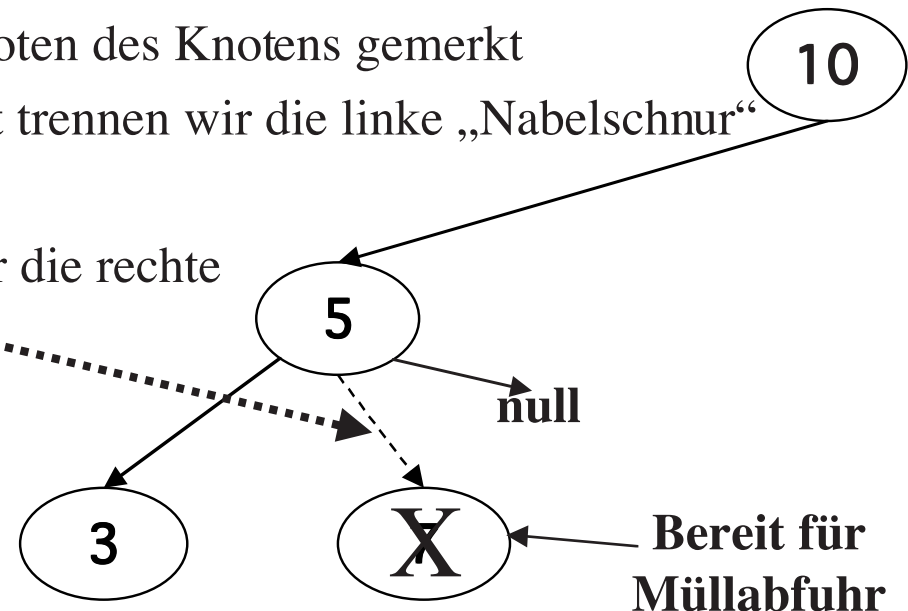 oten des Knotens gemerkt
10
t trennen wir die linke „Nabelschnur“
r die rechte
5
null
3
X
Bereit für
Müllabfuhr